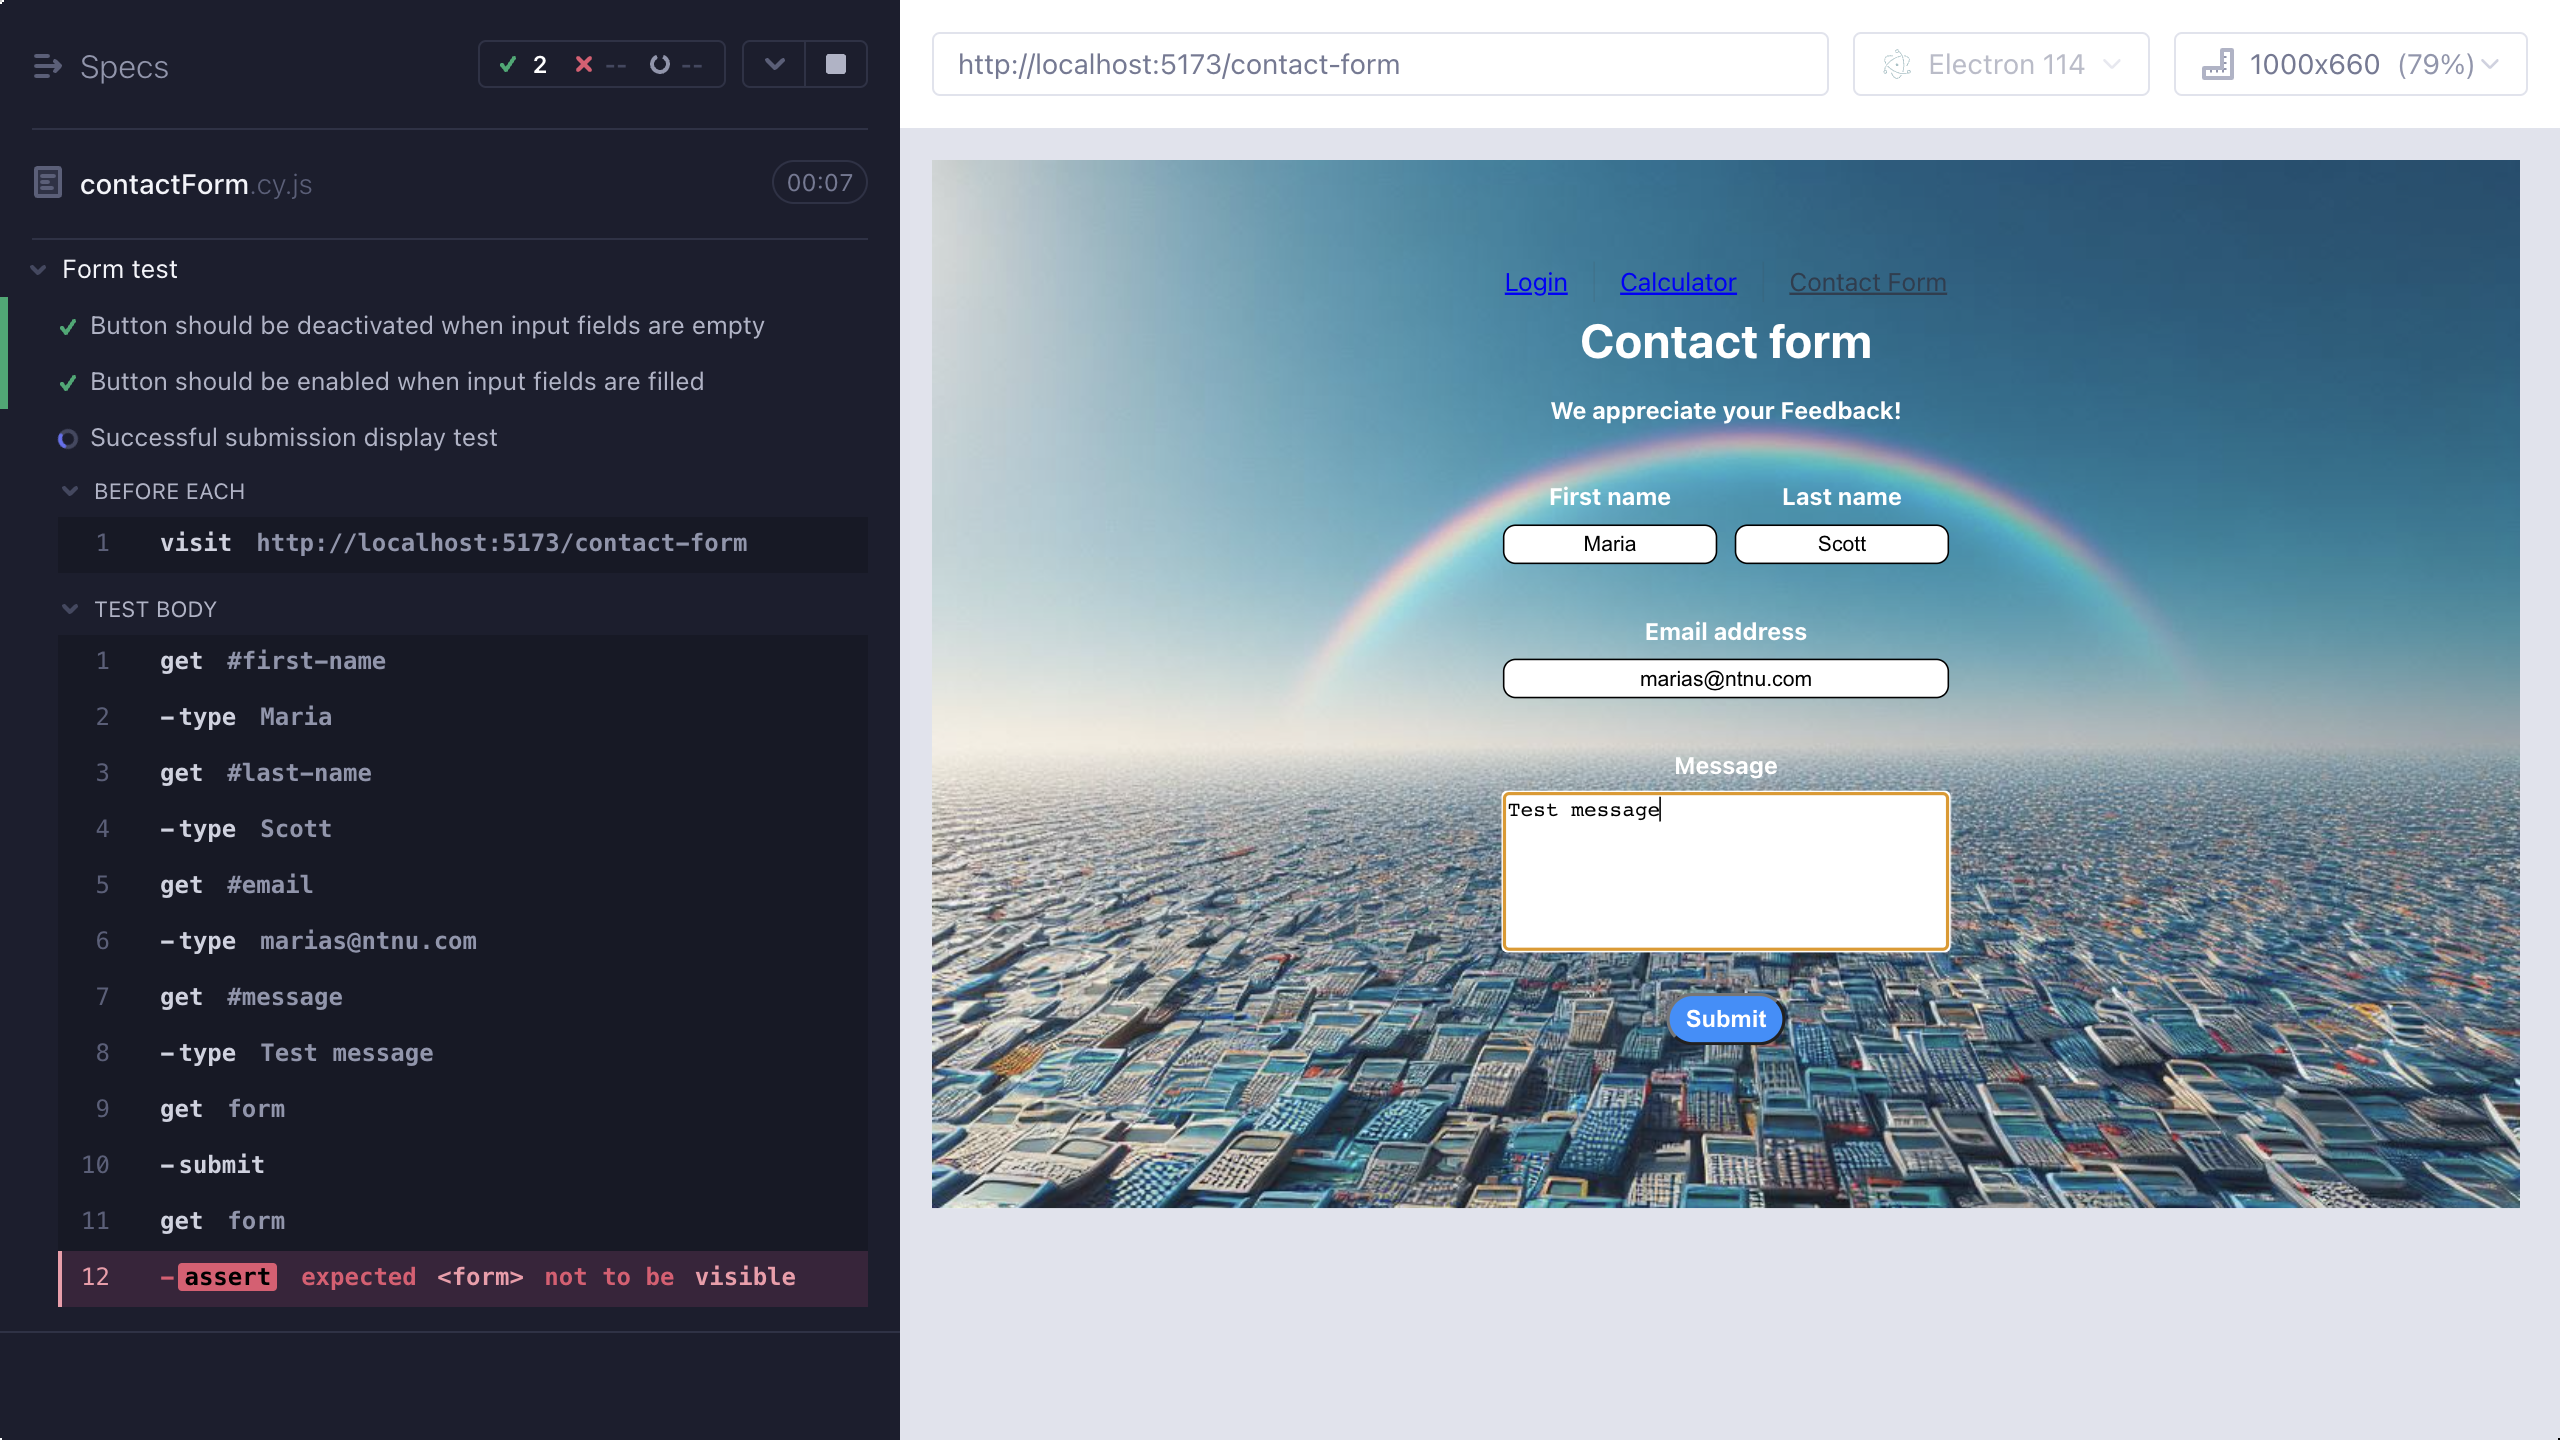 Specs
2 -- --
contactForm.cy.js 00:07
Form test
Button should be deactivated when input fields are empty
Button should be enabled when input fields are filled
Successful submission display test
BEFORE EACH
1 visit http://localhost:5173/contact-form
TEST BODY
1 get #first-name
2 -type Maria
3 get #last-name
4 -type Scott
5 get #email
6 -type marias@ntnu.com
7 get #message
8 -type Test message
9 get form
10 -submit
11 get form
12 -assert expected <form> not to be visible
http://localhost:5173/contact-form
Electron 114
1000x660 (79%)
Login Calculator Contact Form
Contact form
We appreciate your Feedback!
First name Last name
Maria Scott
Email address
marias@ntnu.com
Message
Test message
Submit